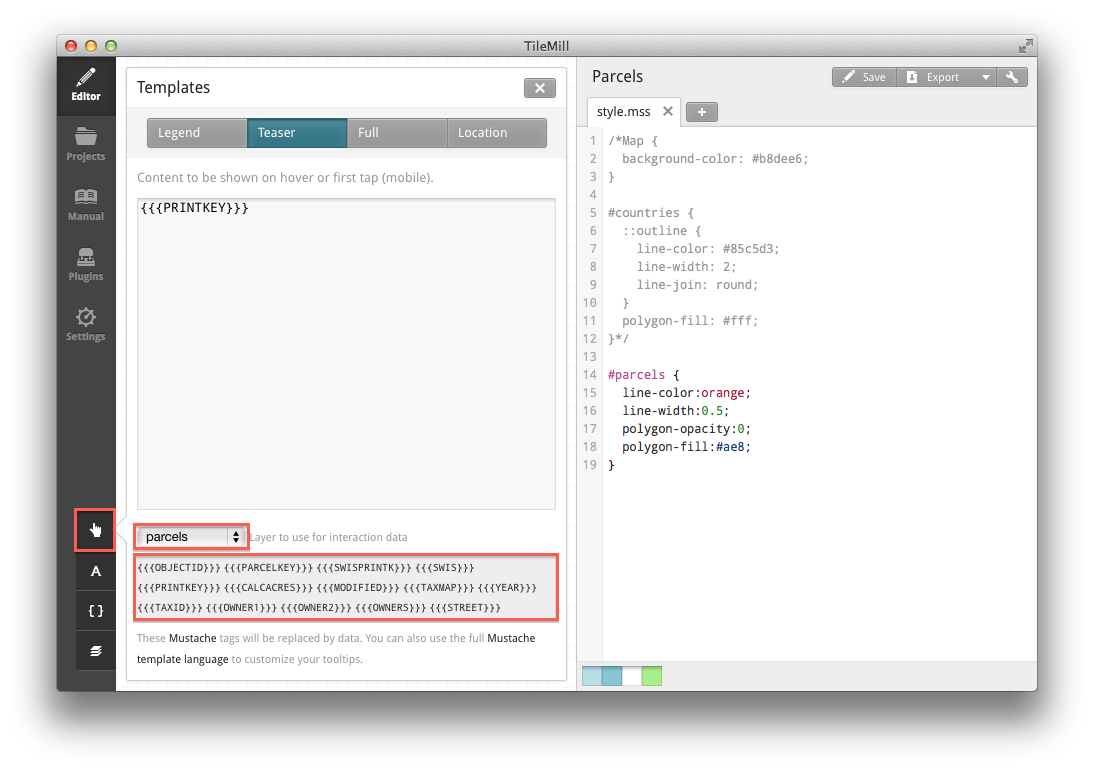 TileMill
Editor
Projects
Manual
Plugins
Settings
A
{ }
Templates
Legend Teaser Full Location
Content to be shown on hover or first tap (mobile).
{{{PRINTKEY}}}
parcels Layer to use for interaction data
{{{OBJECTID}}} {{{PARCELKEY}}} {{{SWISPRINTK}}} {{{SWIS}}}
{{{PRINTKEY}}} {{{CALCACRES}}} {{{MODIFIED}}} {{{TAXMAP}}} {{{YEAR}}}
{{{TAXID}}} {{{OWNER1}}} {{{OWNER2}}} {{{OWNERS}}} {{{STREET}}}
These Mustache tags will be replaced by data. You can also use the full Mustache
template language to customize your tooltips.
Parcels
Save Export
style.mss
1 /*Map {
2 background-color: #b8dee6;
3 }
4
5 #countries {
6 ::outline {
7 line-color: #85c5d3;
8 line-width: 2;
9 line-join: round;
10 }
11 polygon-fill: #fff;
12 }*/
13
14 #parcels {
15 line-color:orange;
16 line-width:0.5;
17 polygon-opacity:0;
18 polygon-fill:#ae8;
19 }